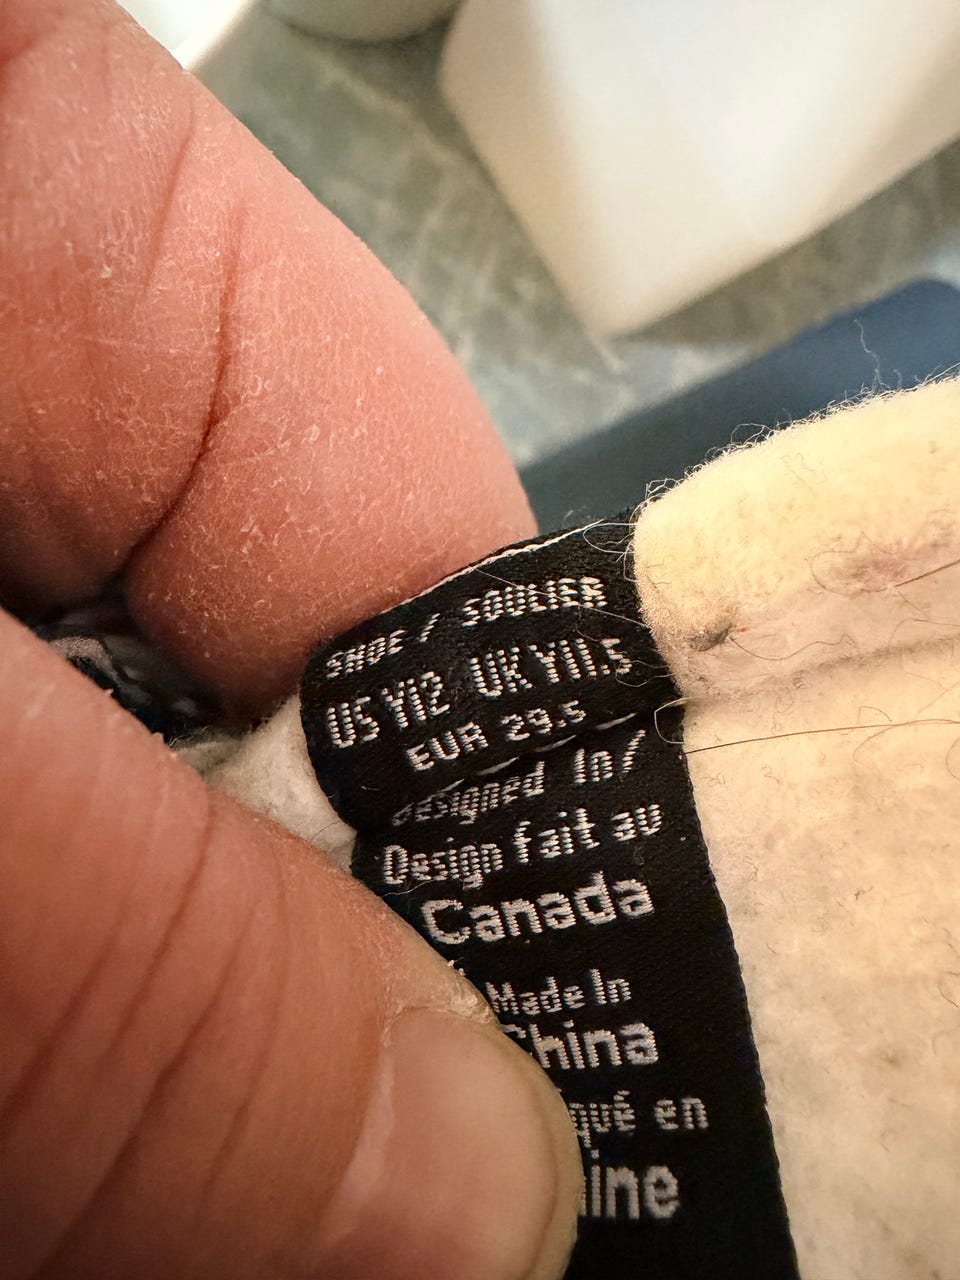 SHOE / SOULIER
US Y12 UK Y11.5
EUR 29.5
Designed In/
Design fait au
Canada
Made In
China
qué en
ine